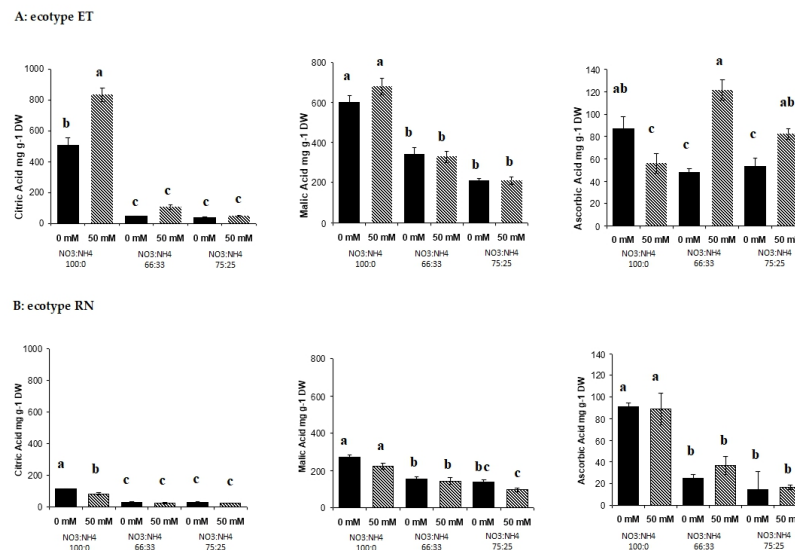 A: ecotype ET
Citric Acid mg g-1 DW
1000
800
600
400
200
0
b
a
c
c
c
c
0 mM 50 mM 0 mM 50 mM 0 mM 50 mM
NO3:NH4 NO3:NH4 NO3:NH4
100:0 66:33 75:25
Malic Acid mg g-1 DW
800
600
400
200
0
a
a
b
b
b
b
0 mM 50 mM 0 mM 50 mM 0 mM 50 mM
NO3:NH4 NO3:NH4 NO3:NH4
100:0 66:33 75:25
Ascorbic Acid mg g-1 DW
140
120
100
80
60
40
20
0
ab
c
c
a
c
ab
0 mM 50 mM 0 mM 50 mM 0 mM 50 mM
NO3:NH4 NO3:NH4 NO3:NH4
100:0 66:33 75:25
B: ecotype RN
Citric Acid mg g-1 DW
1000
800
600
400
200
0
a
b
c
c
c
c
0 mM 50 mM 0 mM 50 mM 0 mM 50 mM
NO3:NH4 NO3:NH4 NO3:NH4
100:0 66:33 75:25
Malic Acid mg g-1 DW
800
600
400
200
0
a
a
b
b
bc
c
0 mM 50 mM 0 mM 50 mM 0 mM 50 mM
NO3:NH4 NO3:NH4 NO3:NH4
100:0 66:33 75:25
Ascorbic Acid mg g-1 DW
140
120
100
80
60
40
20
0
a
a
b
b
b
b
0 mM 50 mM 0 mM 50 mM 0 mM 50 mM
NO3:NH4 NO3:NH4 NO3:NH4
100:0 66:33 75:25